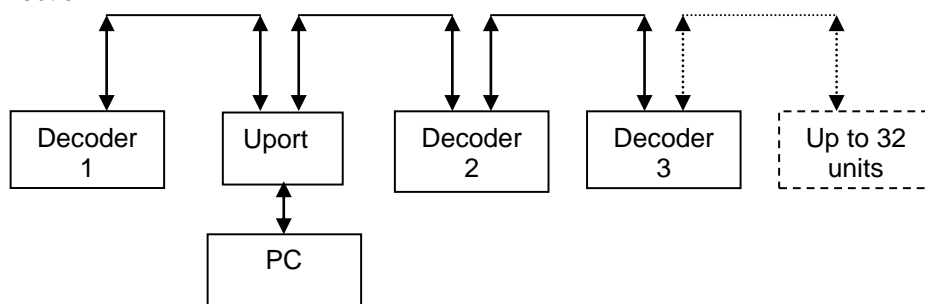 Decoder
1
Uport
Decoder
2
Decoder
3
Up to 32
units
PC